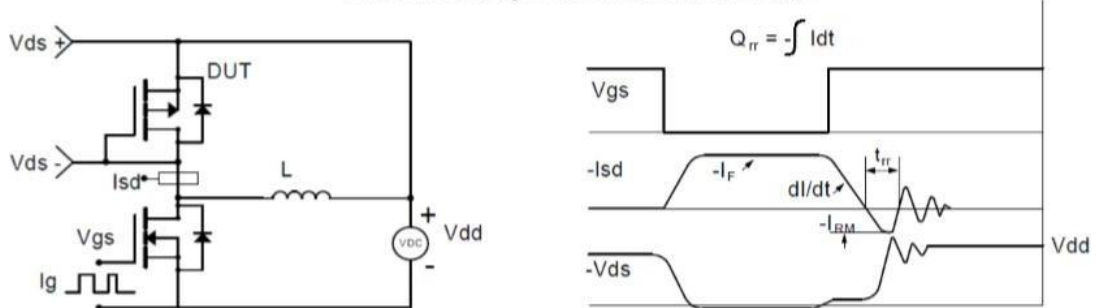 Vds +
DUT
Vds -
Isd
L
Vgs
Ig
VDC
+
-
Vdd
Qrr = -∫ Idt
Vgs
-Isd
-IF
dI/dt
trr
-IRM
-Vds
Vdd